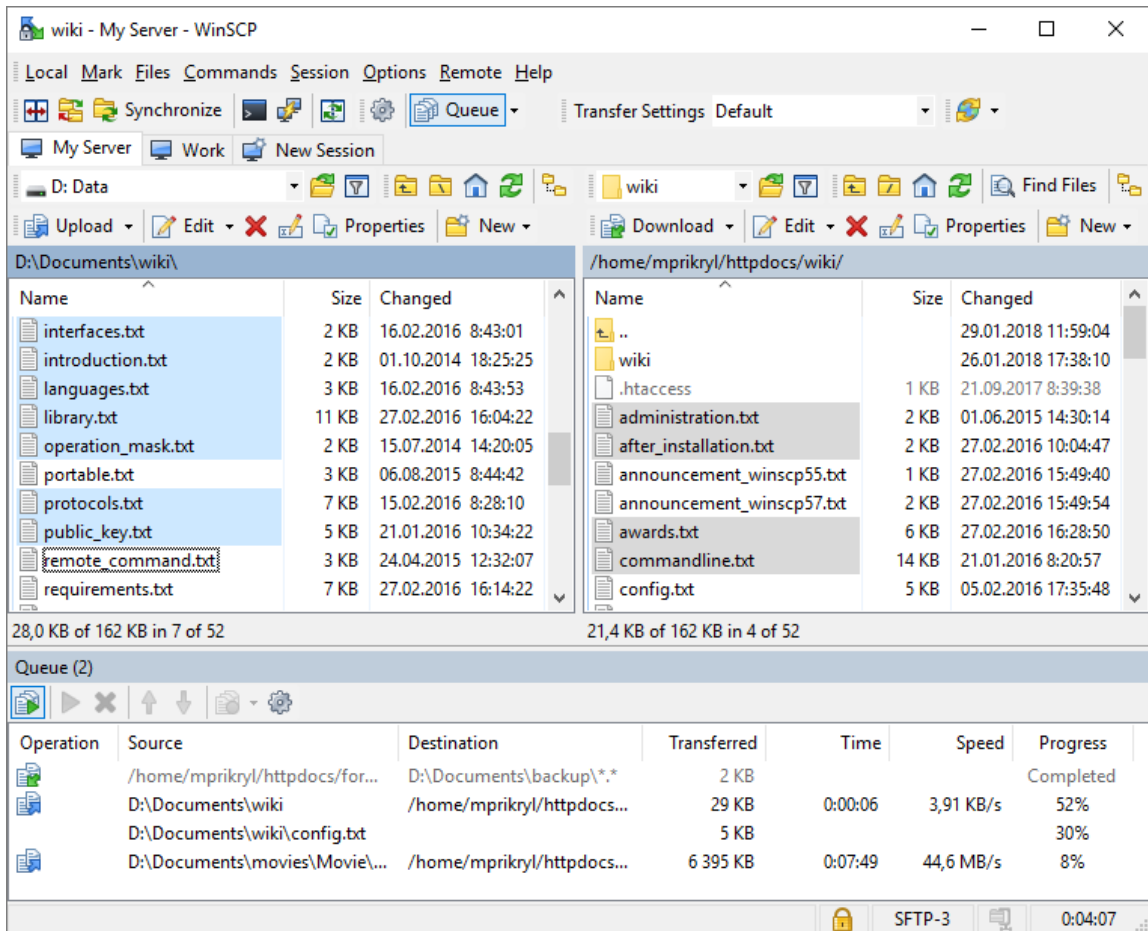 wiki - My Server - WinSCP
Local Mark Files Commands Session Options Remote Help
Synchronize Queue Transfer Settings Default
My Server Work New Session
D: Data wiki Find Files
Upload Edit Properties New Download Edit Properties New
D:\Documents\wiki\ /home/mprikryl/httpdocs/wiki/
Name Size Changed Name Size Changed
interfaces.txt 2 KB 16.02.2016 8:43:01 .. 29.01.2018 11:59:04
introduction.txt 2 KB 01.10.2014 18:25:25 wiki 26.01.2018 17:38:10
languages.txt 3 KB 16.02.2016 8:43:53 .htaccess 1 KB 21.09.2017 8:39:38
library.txt 11 KB 27.02.2016 16:04:22 administration.txt 2 KB 01.06.2015 14:30:14
operation_mask.txt 2 KB 15.07.2014 14:20:05 after_installation.txt 2 KB 27.02.2016 10:04:47
portable.txt 3 KB 06.08.2015 8:44:42 announcement_winscp55.txt 1 KB 27.02.2016 15:49:40
protocols.txt 7 KB 15.02.2016 8:28:10 announcement_winscp57.txt 2 KB 27.02.2016 15:49:54
public_key.txt 5 KB 21.01.2016 10:34:22 awards.txt 6 KB 27.02.2016 16:28:50
remote_command.txt 3 KB 24.04.2015 12:32:07 commandline.txt 14 KB 21.01.2016 8:20:57
requirements.txt 7 KB 27.02.2016 16:14:22 config.txt 5 KB 05.02.2016 17:35:48
28,0 KB of 162 KB in 7 of 52 21,4 KB of 162 KB in 4 of 52
Queue (2)
Operation Source Destination Transferred Time Speed Progress
/home/mprikryl/httpdocs/for... D:\Documents\backup\*.* 2 KB Completed
D:\Documents\wiki /home/mprikryl/httpdocs... 29 KB 0:00:06 3,91 KB/s 52%
D:\Documents\wiki\config.txt 5 KB 30%
D:\Documents\movies\Movie\... /home/mprikryl/httpdocs... 6 395 KB 0:07:49 44,6 MB/s 8%
SFTP-3 0:04:07